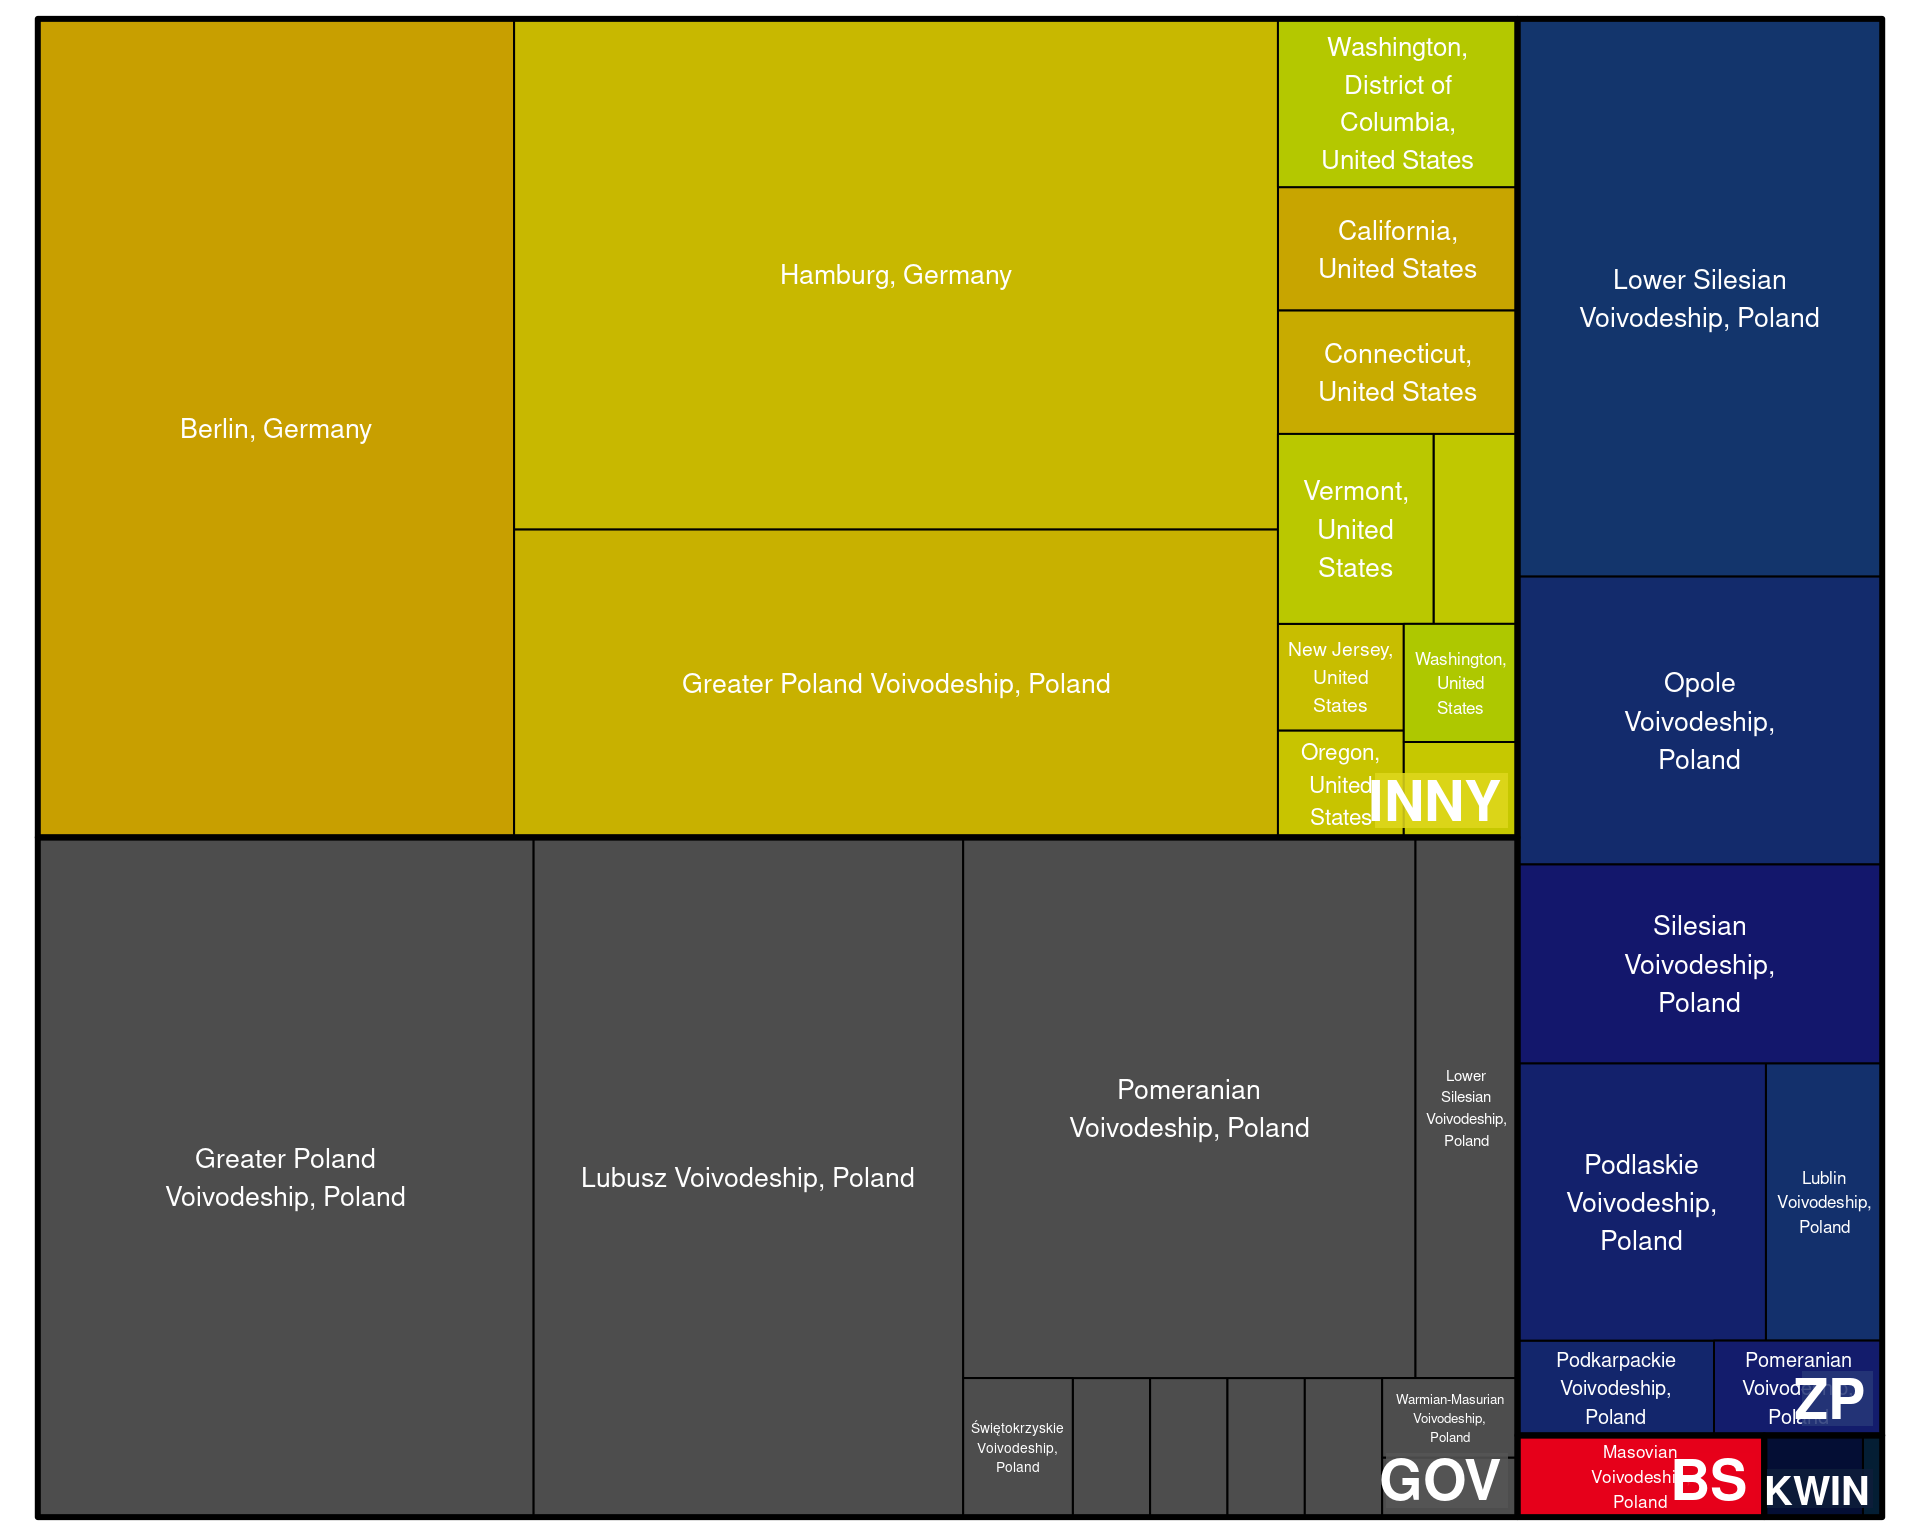 Berlin, Germany
Hamburg, Germany
Greater Poland Voivodeship, Poland
Washington,
District of
Columbia,
United States
California,
United States
Connecticut,
United States
Vermont,
United
States
New Jersey,
United
States
Washington,
United
States
Oregon,
United
States
INNY
Greater Poland
Voivodeship, Poland
Lubusz Voivodeship, Poland
Pomeranian
Voivodeship, Poland
Lower
Silesian
Voivodeship,
Poland
Świętokrzyskie
Voivodeship,
Poland
Warmian-Masurian
Voivodeship,
Poland
GOV
Lower Silesian
Voivodeship, Poland
Opole
Voivodeship,
Poland
Silesian
Voivodeship,
Poland
Podlaskie
Voivodeship,
Poland
Lublin
Voivodeship,
Poland
Podkarpackie
Voivodeship,
Poland
Pomeranian
Voivodeship,
Poland
ZP
Masovian
Voivodeship,
Poland
BS
KWIN